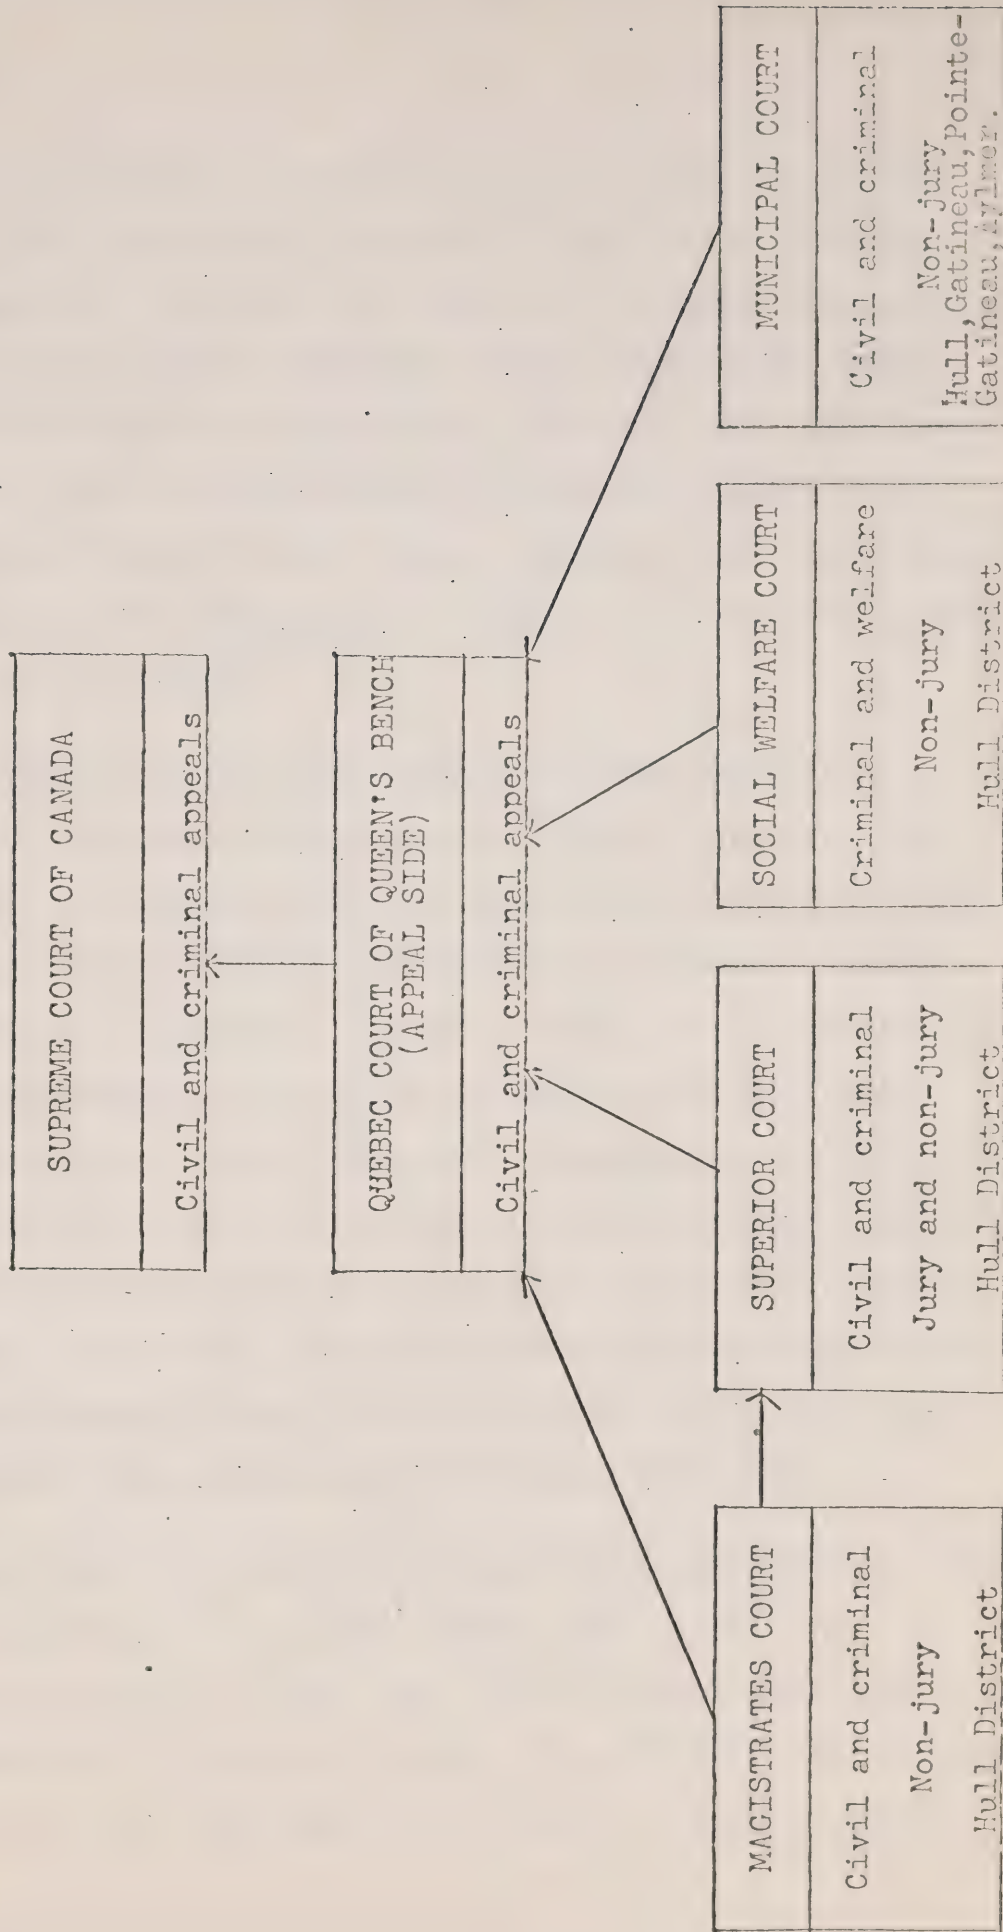 SUPREME COURT OF CANADA
Civil and criminal appeals
QUEBEC COURT OF QUEEN'S BENCH
(APPEAL SIDE)
Civil and criminal appeals
MAGISTRATES COURT
Civil and criminal
Non-jury
Hull District
SUPERIOR COURT
Civil and criminal
Jury and non-jury
Hull District
SOCIAL WELFARE COURT
Criminal and welfare
Non-jury
Hull District
MUNICIPAL COURT
Civil and criminal
Non-jury
Hull,Gatineau,Pointe-
Gatineau,Aylmer.